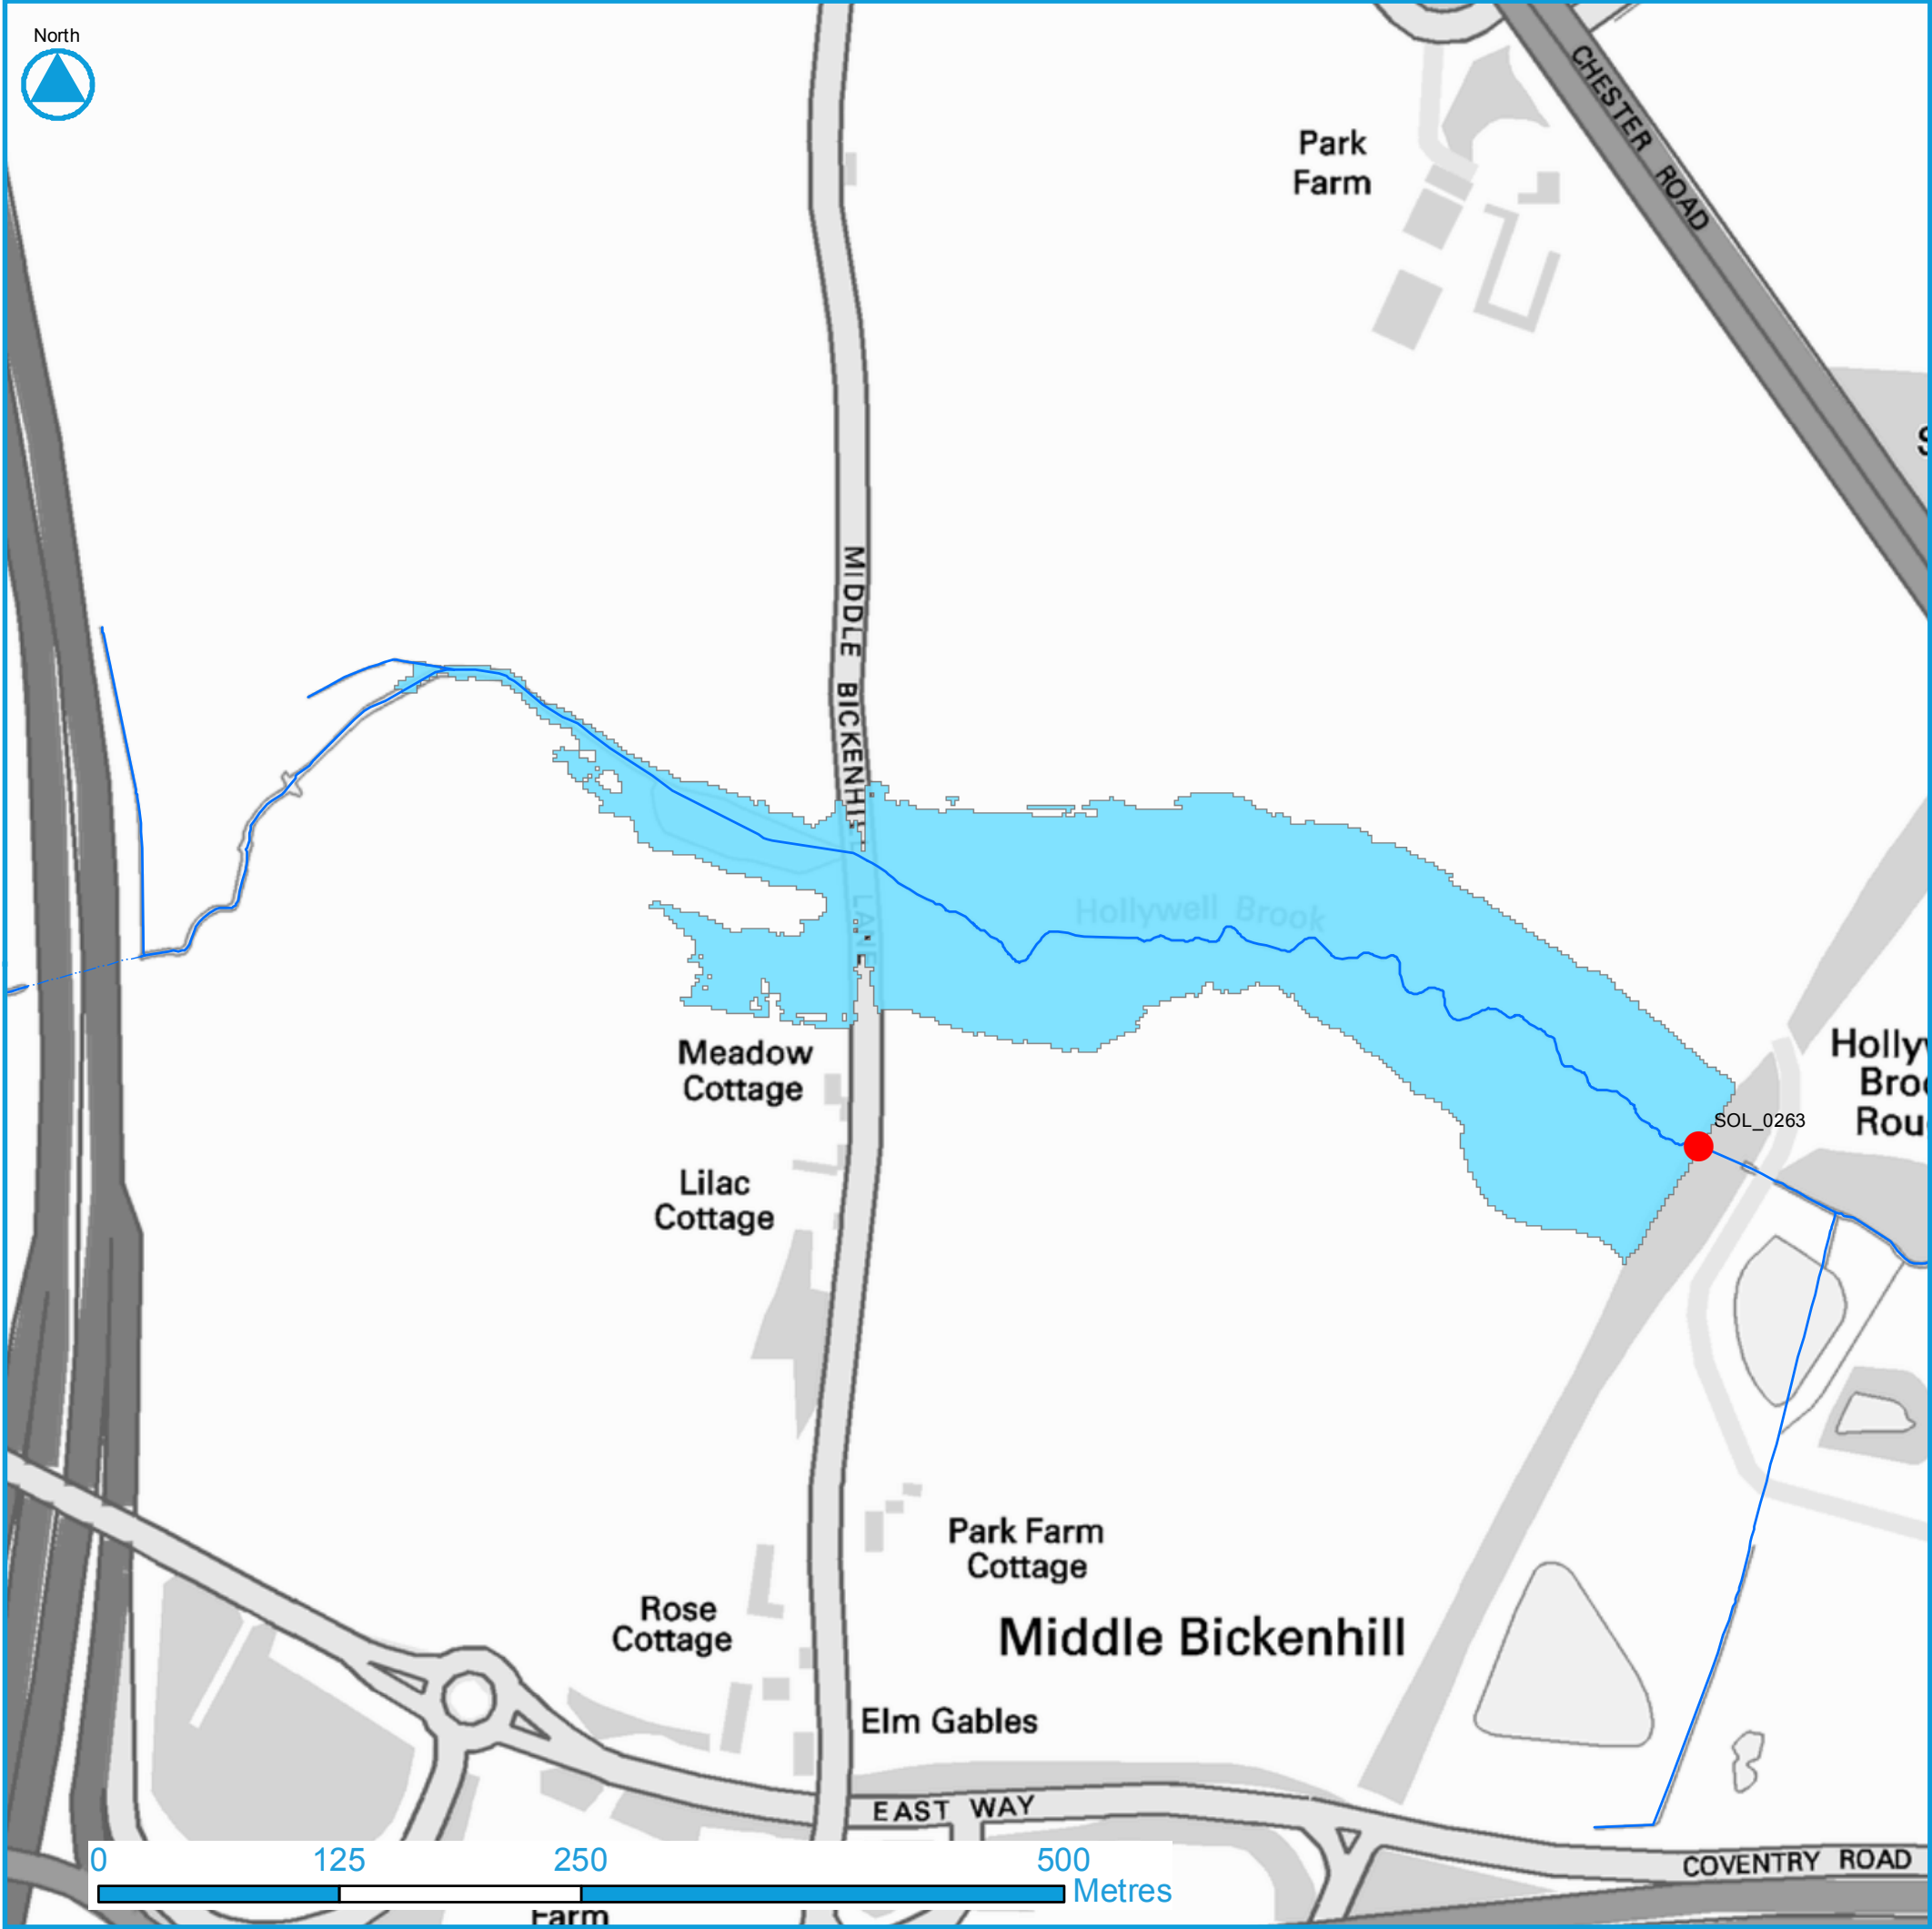 North
CHESTER ROAD
Park
Farm
MIDDLE BICKENHILL LANE
Hollywell Brook
Meadow
Cottage
SOL_0263
Lilac
Cottage
Park Farm
Cottage
Rose
Cottage
Middle Bickenhill
Elm Gables
EAST WAY
COVENTRY ROAD
0 125 250 500
Metres
Farm